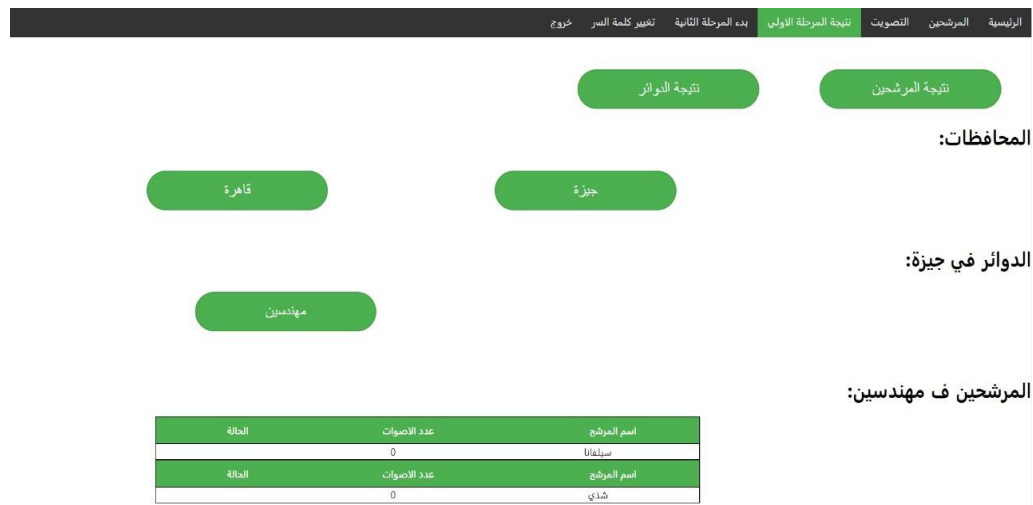 الرئيسية المرشحين التصويت نتيجة المرحلة الاولي بدء المرحلة الثانية تغيير كلمة السر خروج
نتيجة المرشحين نتيجة الدوائر
المحافظات:
جيزة قاهرة
الدوائر في جيزة:
مهندسين
المرشحين ف مهندسين:
اسم المرشح عدد الاصوات الحالة
سيلفانا 0
اسم المرشح عدد الاصوات الحالة
شذي 0